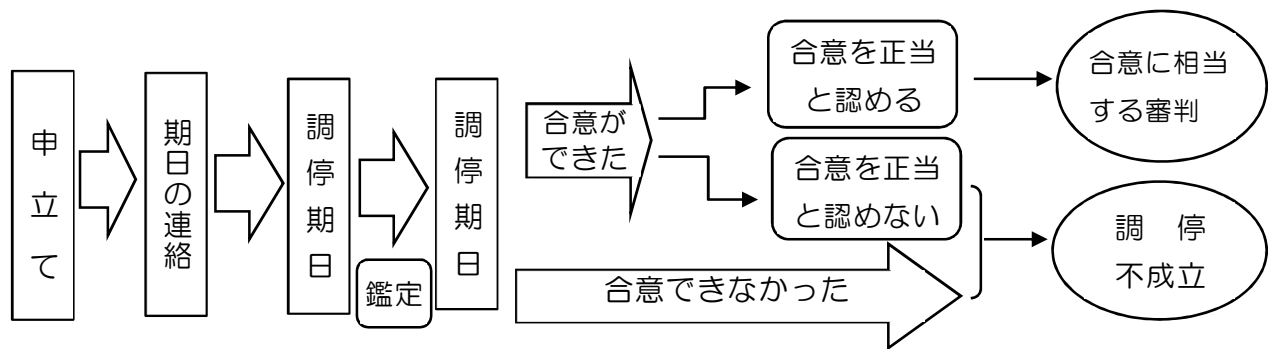 申立て
期日の連絡
調停期日
鑑定
調停期日
合意が
できた
合意を正当
と認める
合意に相当
する審判
合意を正当
と認めない
合意できなかった
調　停
不成立